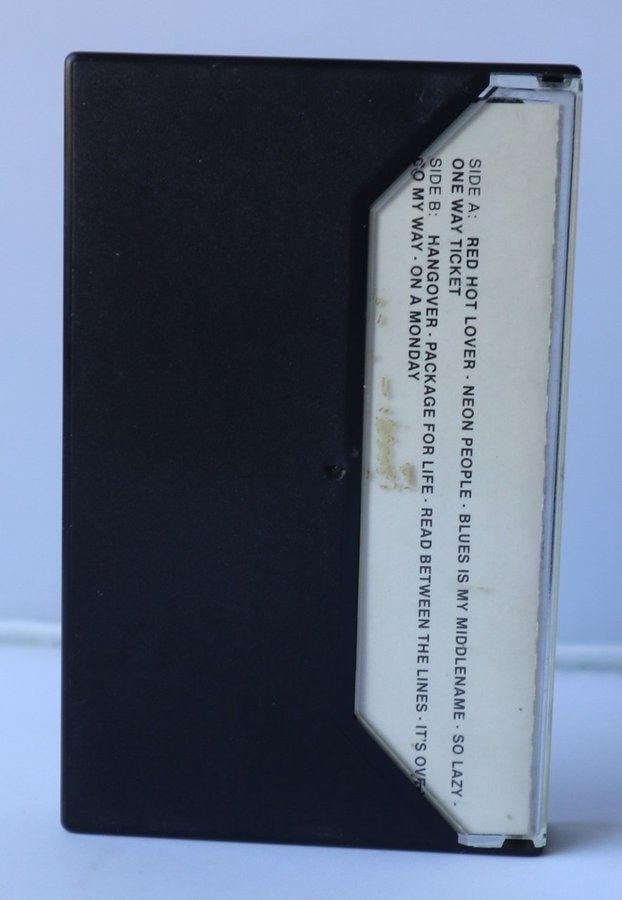 SIDE A: RED HOT LOVER · NEON PEOPLE · BLUES IS MY MIDDLENAME · SO LAZY ·
ONE WAY TICKET
SIDE B: HANGOVER · PACKAGE FOR LIFE · READ BETWEEN THE LINES · IT'S
MY WAY · ON A MONDAY